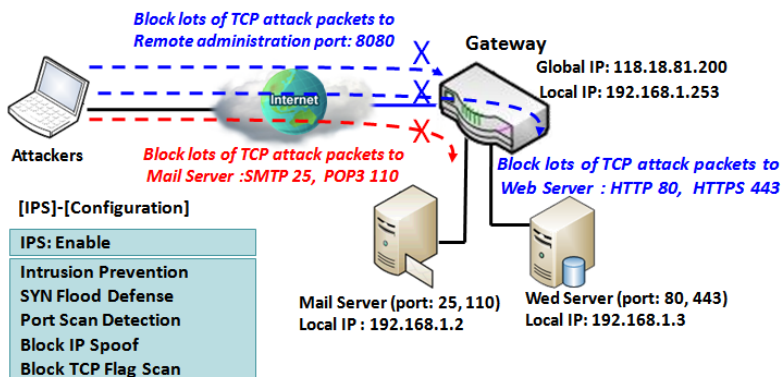 Block lots of TCP attack packets to
Remote administration port: 8080
Gateway
Global IP: 118.18.81.200
Local IP: 192.168.1.253
Internet
Attackers
Block lots of TCP attack packets to
Mail Server :SMTP 25, POP3 110
Block lots of TCP attack packets to
Web Server : HTTP 80, HTTPS 443
[IPS]-[Configuration]
IPS: Enable
Intrusion Prevention
SYN Flood Defense
Port Scan Detection
Block IP Spoof
Block TCP Flag Scan
Mail Server (port: 25, 110)
Local IP : 192.168.1.2
Wed Server (port: 80, 443)
Local IP: 192.168.1.3